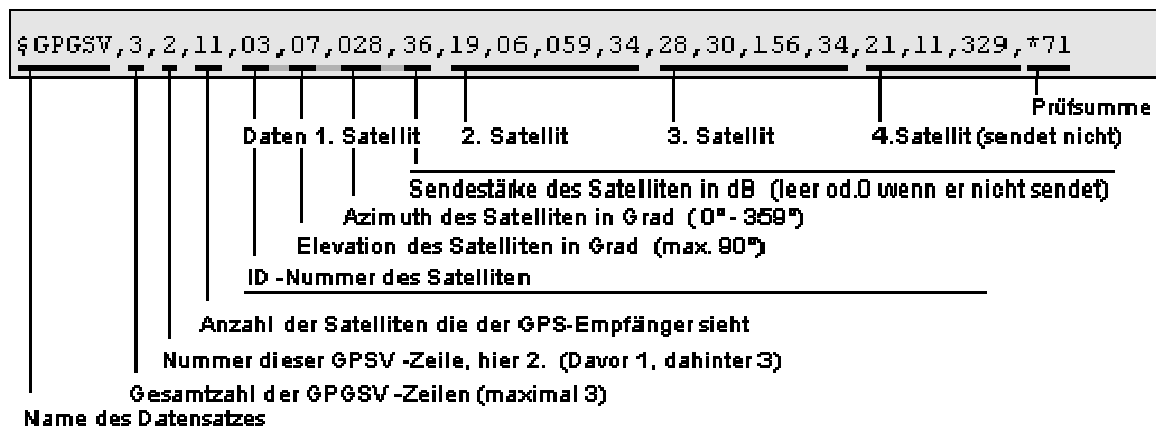 $GPGSV,3,2,11,03,07,028,36,19,06,059,34,28,30,156,34,21,11,329,*71
Prüfsumme
Daten 1. Satellit 2. Satellit 3. Satellit 4.Satellit (sendet nicht)
Sendestärke des Satelliten in dB (leer od.0 wenn er nicht sendet)
Azimuth des Satelliten in Grad (0°- 359°)
Elevation des Satelliten in Grad (max. 90°)
ID -Nummer des Satelliten
Anzahl der Satelliten die der GPS-Empfänger sieht
Nummer dieser GPSV -Zeile, hier 2. (Davor 1, dahinter 3)
Gesamtzahl der GPGSV -Zeilen (maximal 3)
Name des Datensatzes